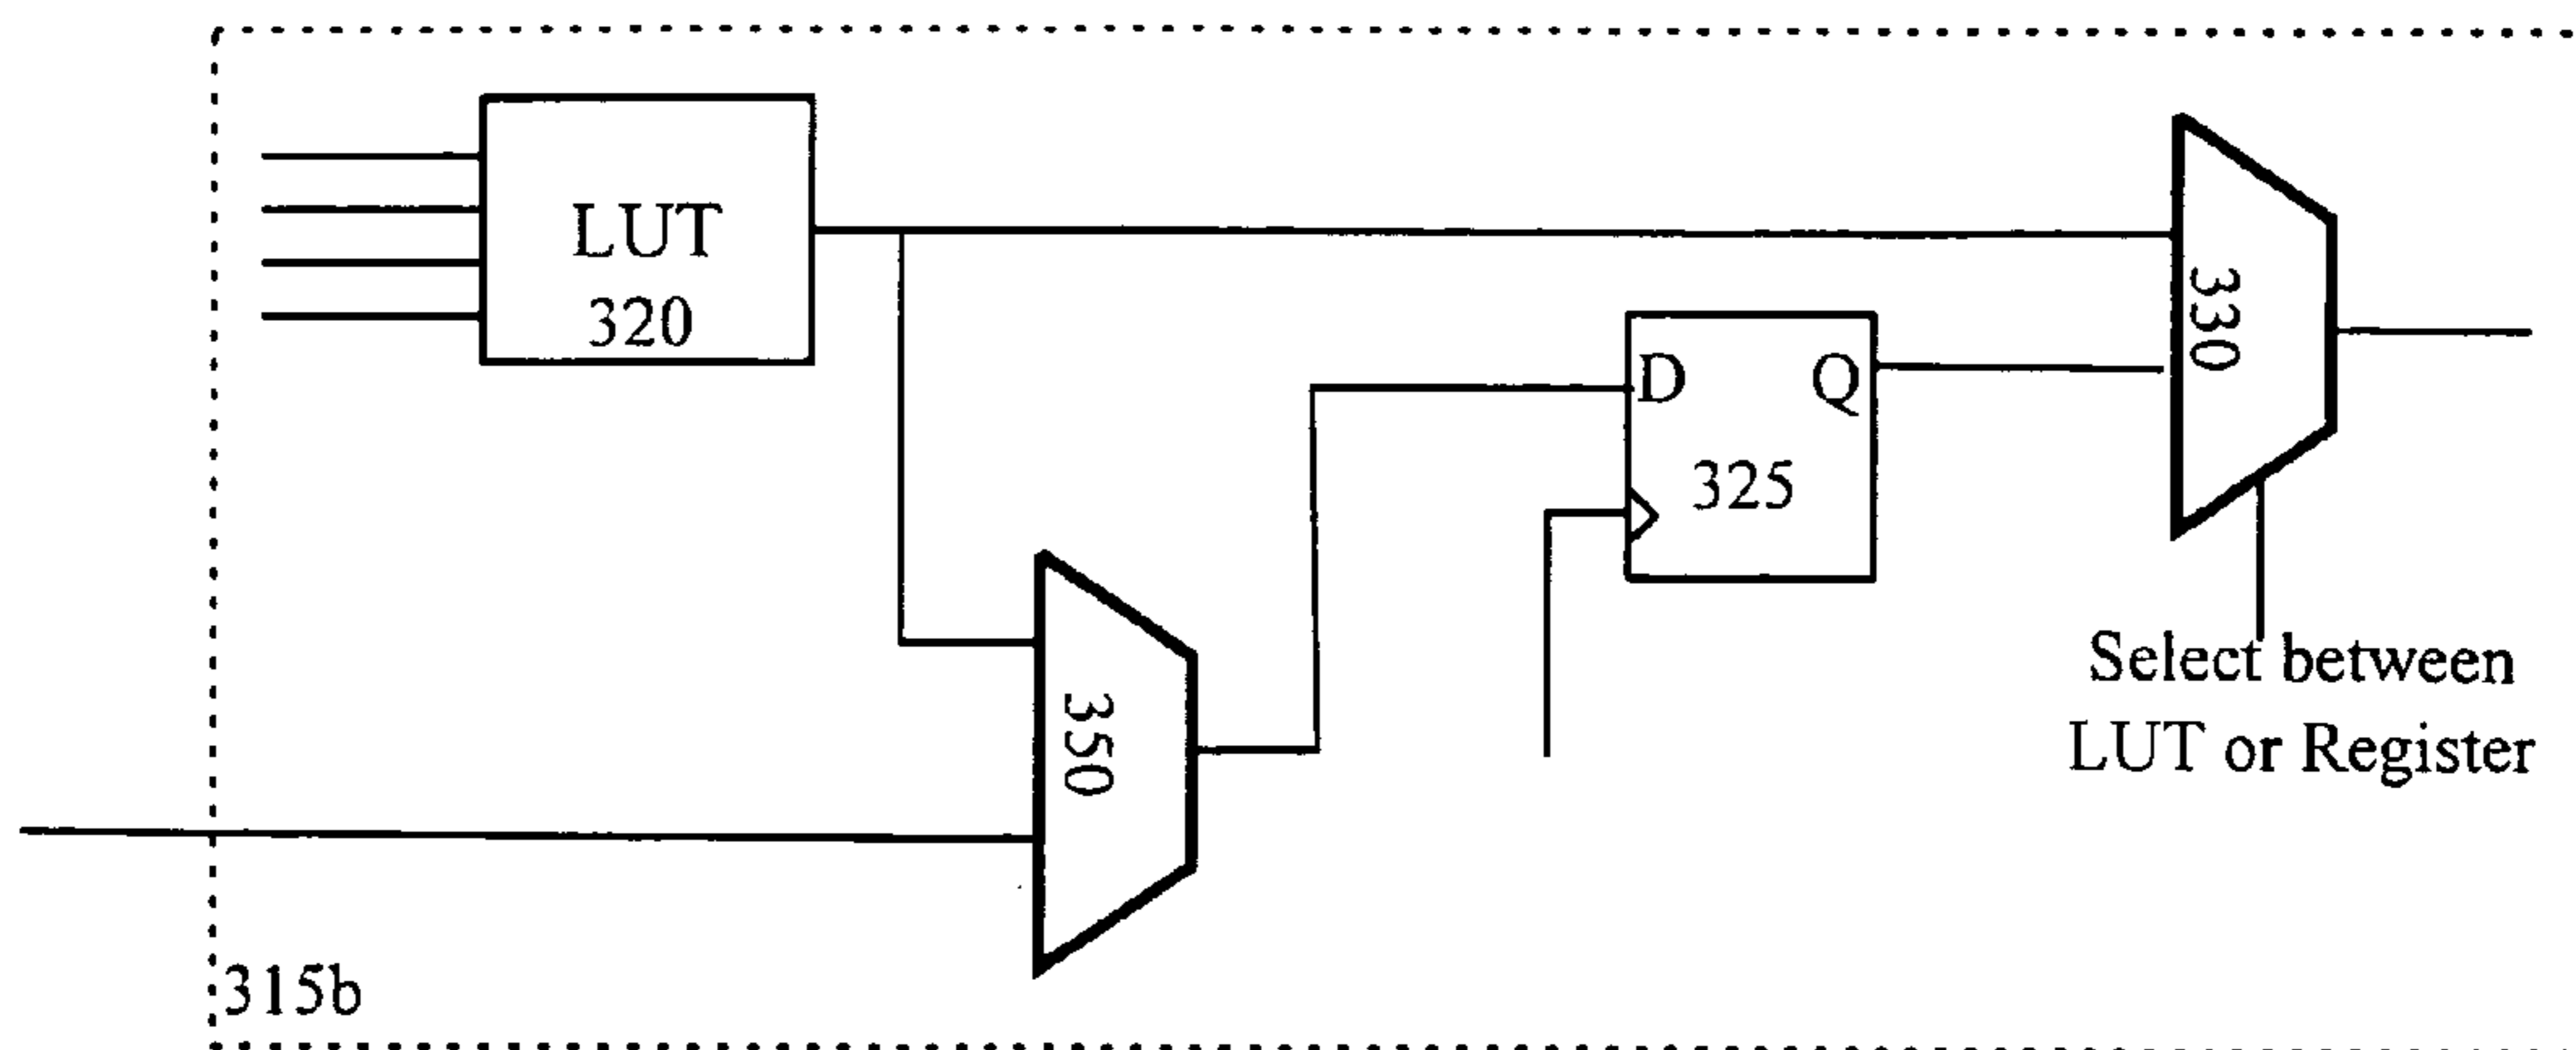 LUT
320
330
D Q
325
350
Select between
LUT or Register
315b